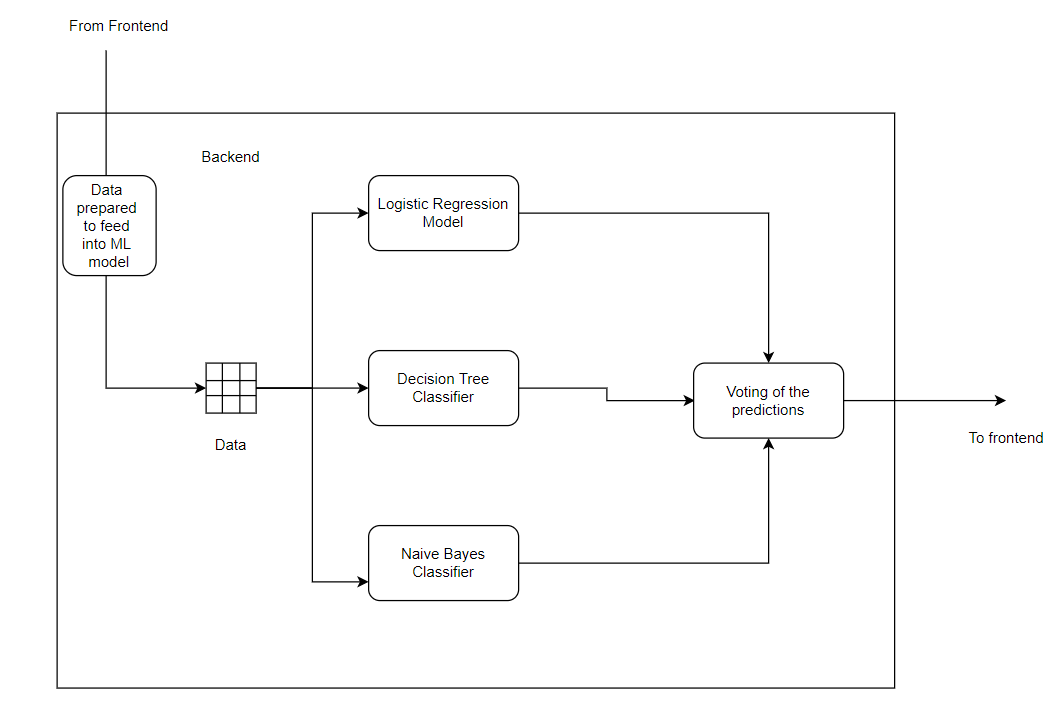 From Frontend
Backend
Data
prepared
to feed
into ML
model
Logistic Regression
Model
Decision Tree
Classifier
Voting of the
predictions
Data
To frontend
Naive Bayes
Classifier